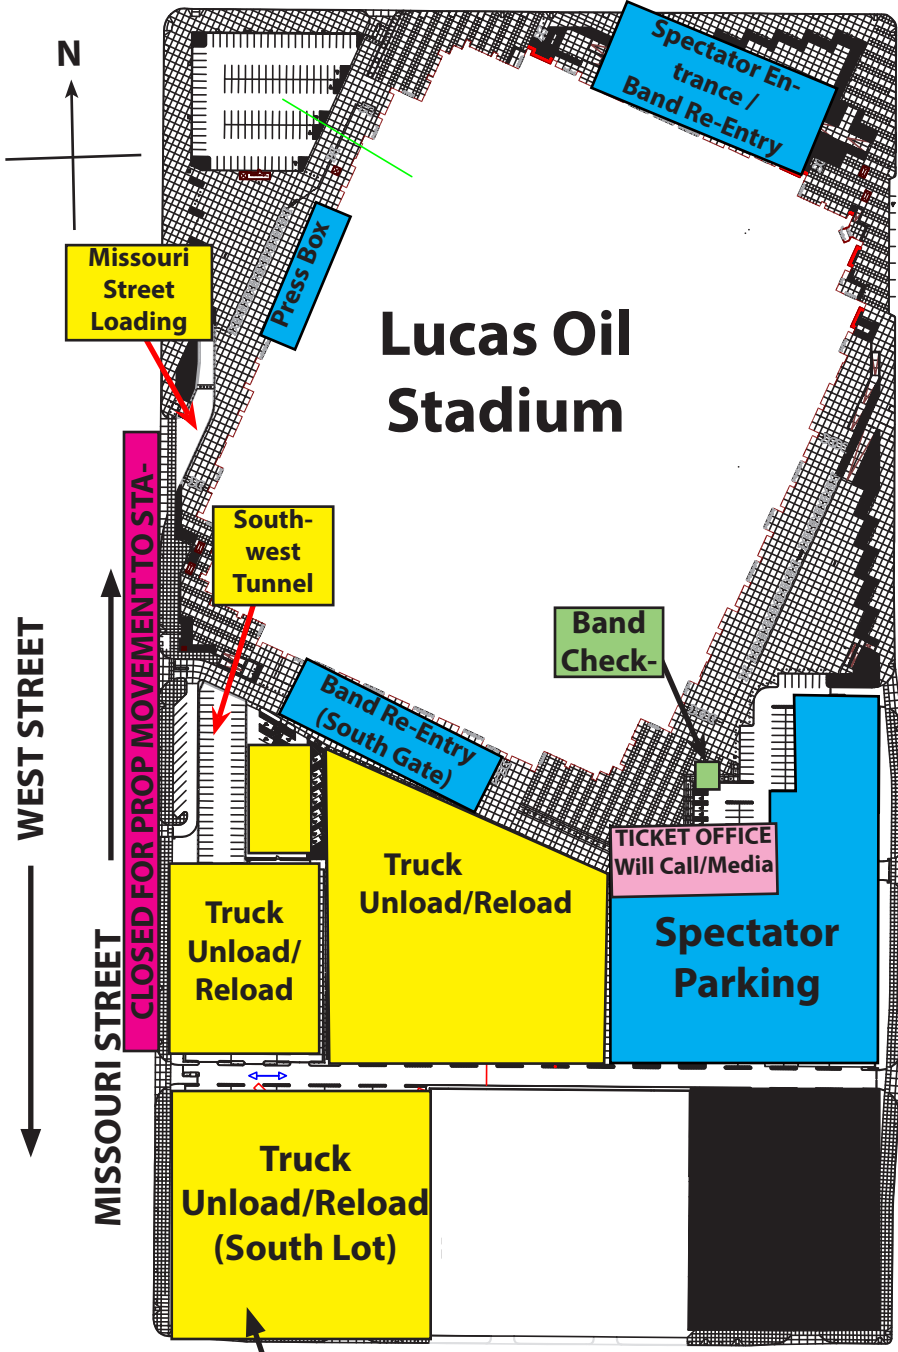 Spectator En-
trance /
Band Re-Entry
N
Missouri
Street
Loading
Press Box
Lucas Oil
Stadium
CLOSED FOR PROP MOVEMENT TO STA-
South-
west
Tunnel
Band
Check-
WEST STREET
Band Re-Entry
(South Gate)
TICKET OFFICE
Will Call/Media
Truck
Unload/Reload
Truck
Unload/
Reload
Spectator
Parking
MISSOURI STREET
Truck
Unload/Reload
(South Lot)